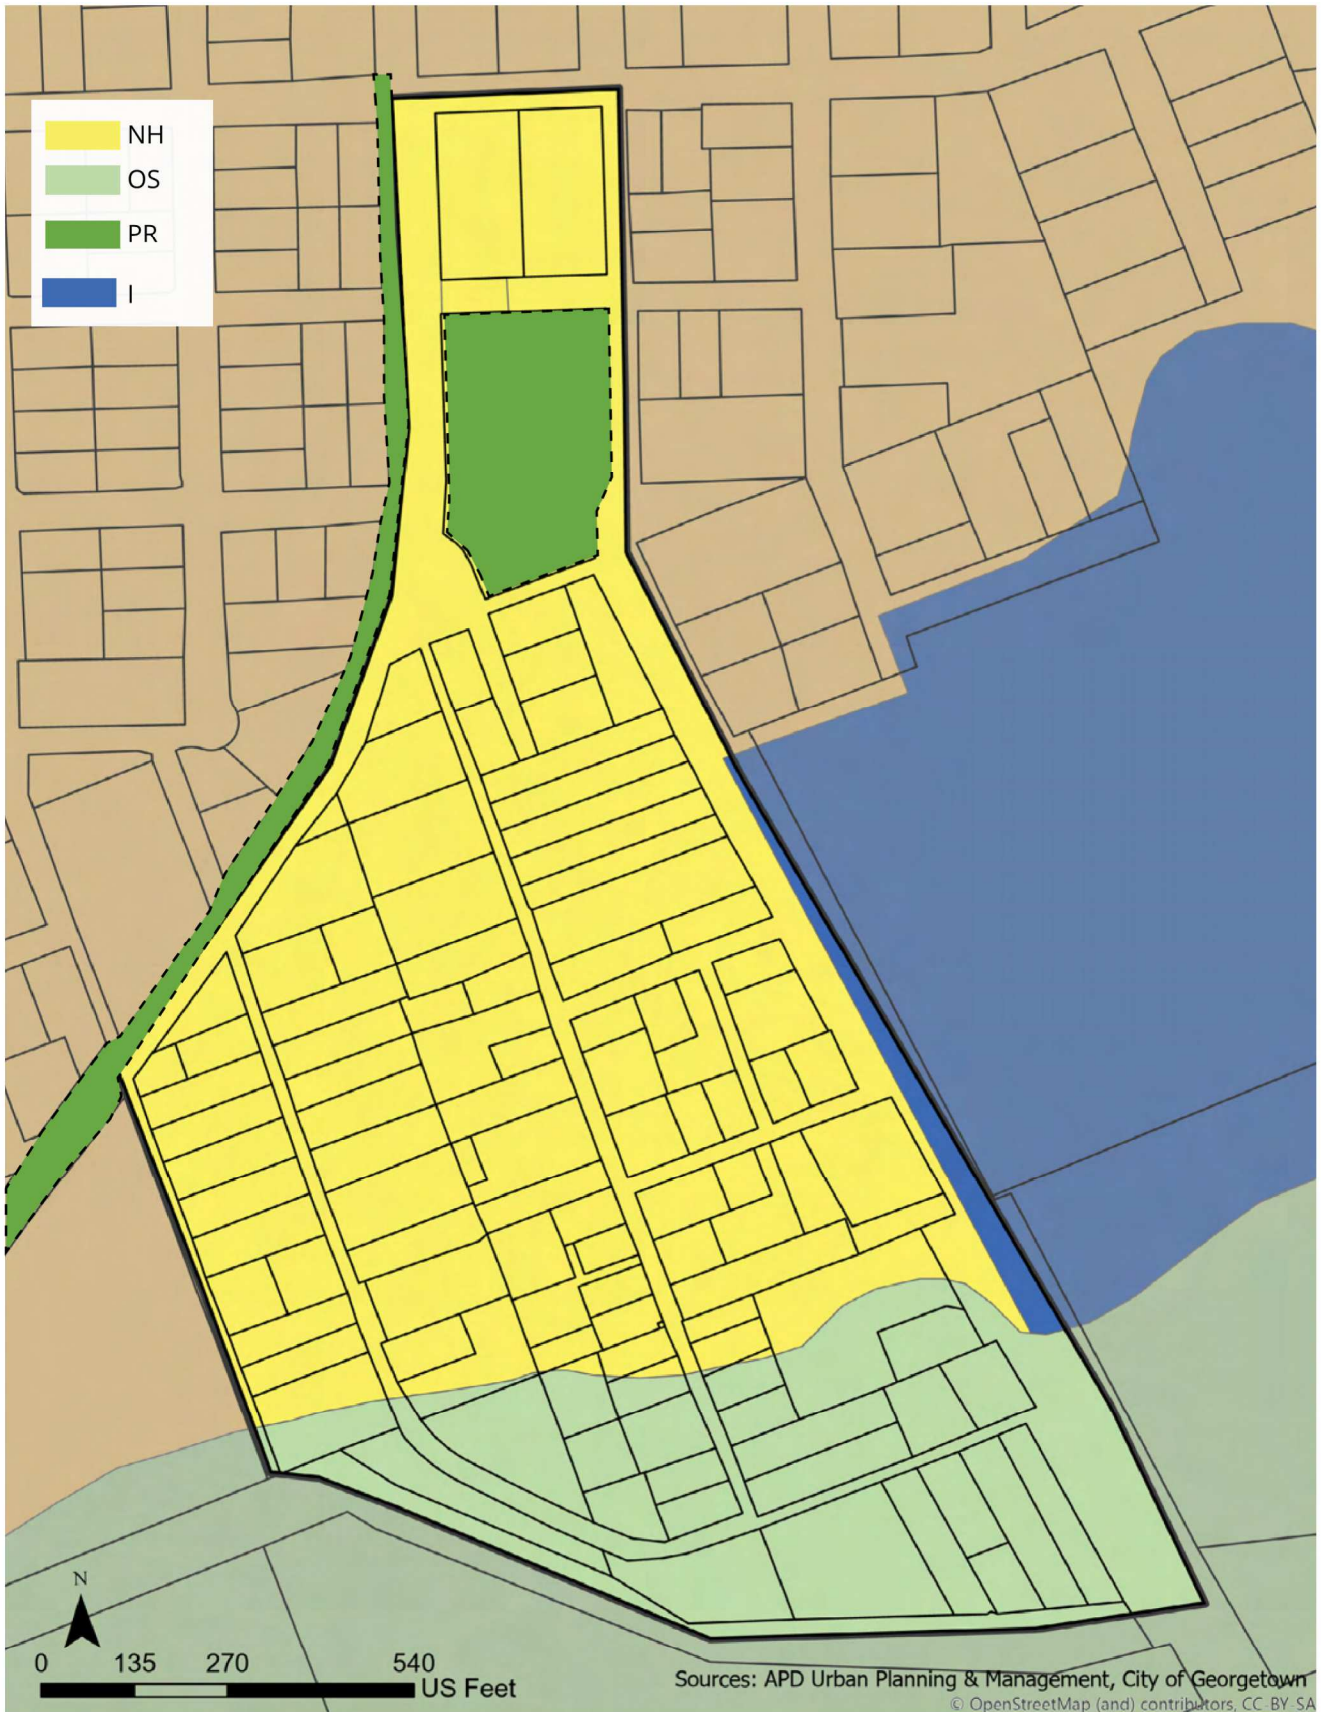 NH
OS
PR
I
N
0 135 270 540
US Feet
Sources: APD Urban Planning & Management, City of Georgetown
© OpenStreetMap (and) contributors, CC-BY-SA